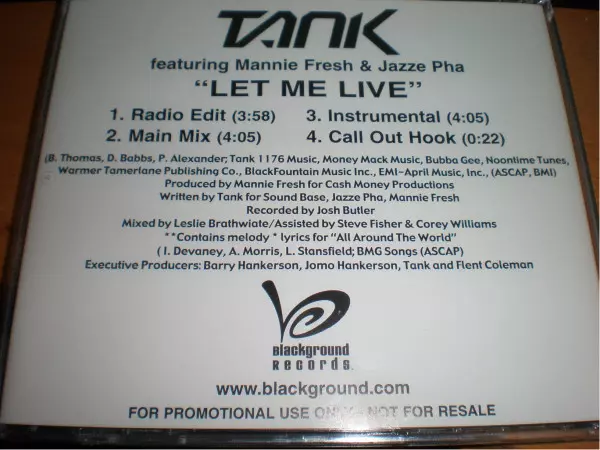 TANK
featuring Mannie Fresh & Jazze Pha
"LET ME LIVE"
1. Radio Edit (3:58) 3. Instrumental (4:05)
2. Main Mix (4:05) 4. Call Out Hook (0:22)
(B. Thomas, D. Babbs, P. Alexander; Tank 1176 Music, Money Mack Music, Bubba Gee, Noontime Tunes,
Warmer Tamerlane Publishing Co., BlackFountain Music Inc., EMI-April Music, Inc., (ASCAP, BMI)
Produced by Mannie Fresh for Cash Money Productions
Written by Tank for Sound Base, Jazze Pha, Mannie Fresh
Recorded by Josh Butler
Mixed by Leslie Brathwiate/Assisted by Steve Fisher & Corey Williams
**Contains melody * lyrics for "All Around The World"
( I. Devaney, A. Morris, L. Stansfield; BMG Songs (ASCAP)
Executive Producers: Barry Hankerson, Jomo Hankerson, Tank and Flent Coleman
Blackground
Records
www.blackground.com
FOR PROMOTIONAL USE ONLY - NOT FOR RESALE